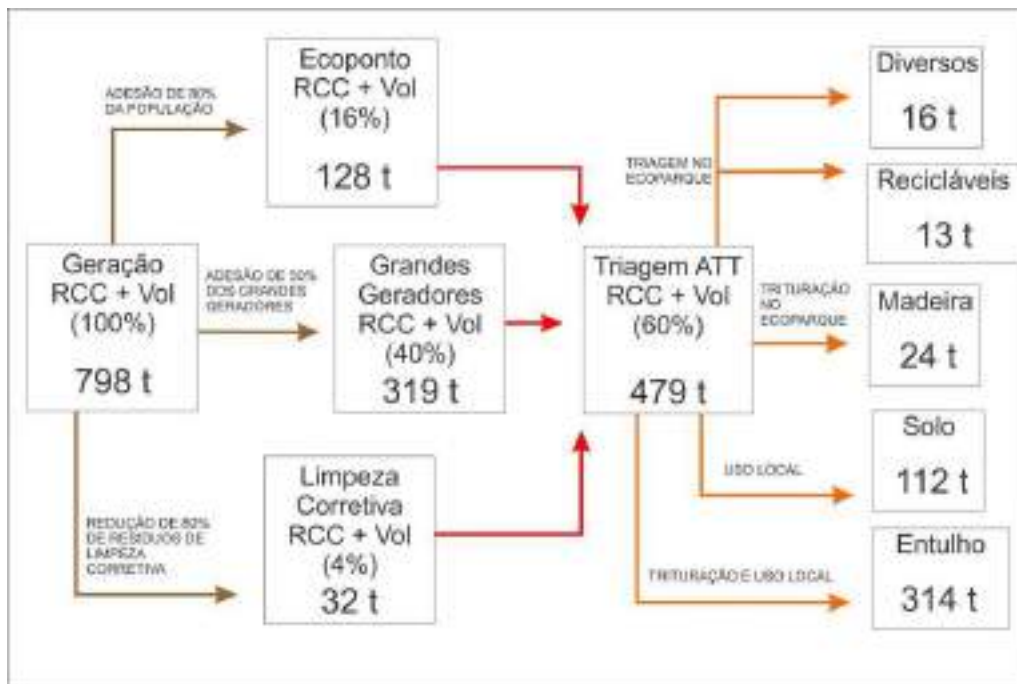 Ecoponto
RCC + Vol
(16%)
128 t
ADESÃO DE 80%
DA POPULAÇÃO
Geração
RCC + Vol
(100%)
798 t
ADESÃO DE 50%
DOS GRANDES
GERADORES
Grandes
Geradores
RCC + Vol
(40%)
319 t
REDUÇÃO DE 80%
DE RESÍDUOS DE
LIMPEZA
CORRETIVA
Limpeza
Corretiva
RCC + Vol
(4%)
32 t
Triagem ATT
RCC + Vol
(60%)
479 t
TRIAGEM NO
ECOPARQUE
Diversos
16 t
Recicláveis
13 t
TRITURAÇÃO
NO
ECOPARQUE
Madeira
24 t
USO LOCAL
Solo
112 t
TRITURAÇÃO E USO LOCAL
Entulho
314 t